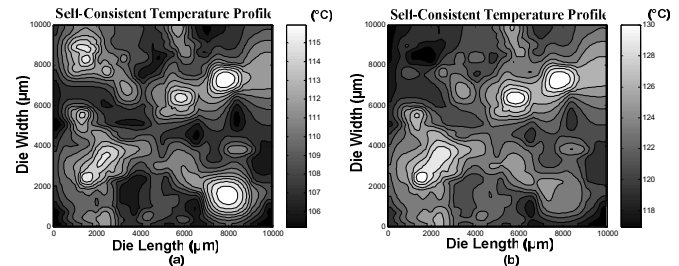 Self-Consistent Temperature Profile
(°C)
10000
8000
6000
4000
2000
0
Die Width (µm)
0 2000 4000 6000 8000 10000
Die Length (µm)
(a)
115
114
113
112
111
110
109
108
107
106
Self-Consistent Temperature Profile
(°C)
10000
8000
6000
4000
2000
0
Die Width (µm)
0 2000 4000 6000 8000 10000
Die Length (µm)
(b)
130
128
126
124
122
120
118